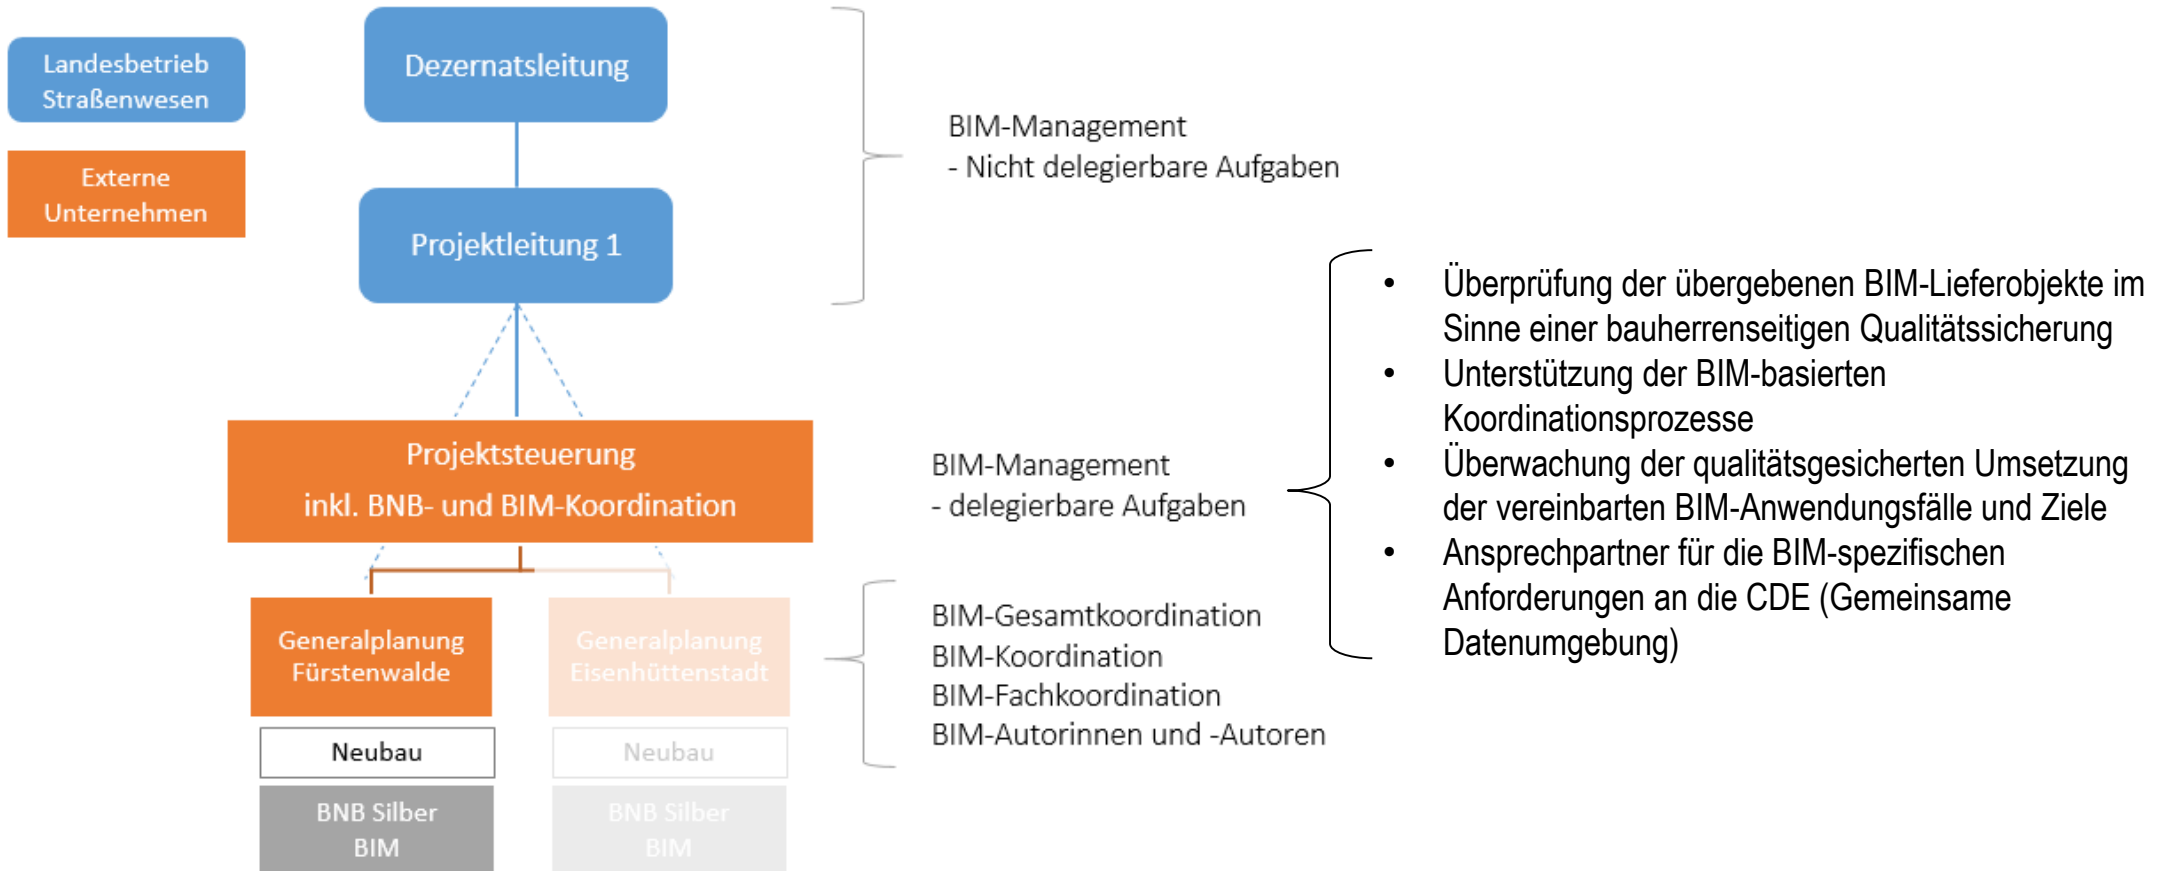 Landesbetrieb
Straßenwesen
Externe
Unternehmen
Dezernatsleitung
Projektleitung 1
BIM-Management
- Nicht delegierbare Aufgaben
Projektsteuerung
inkl. BNB- und BIM-Koordination
BIM-Management
- delegierbare Aufgaben
• Überprüfung der übergebenen BIM-Lieferobjekte im
Sinne einer bauherrenseitigen Qualitätssicherung
• Unterstützung der BIM-basierten
Koordinationsprozesse
• Überwachung der qualitätsgesicherten Umsetzung
der vereinbarten BIM-Anwendungsfälle und Ziele
• Ansprechpartner für die BIM-spezifischen
Anforderungen an die CDE (Gemeinsame
Datenumgebung)
Generalplanung
Fürstenwalde
Neubau
BNB Silber
BIM
Generalplanung
Eisenhüttenstadt
Neubau
BNB Silber
BIM
BIM-Gesamtkoordination
BIM-Koordination
BIM-Fachkoordination
BIM-Autorinnen und -Autoren